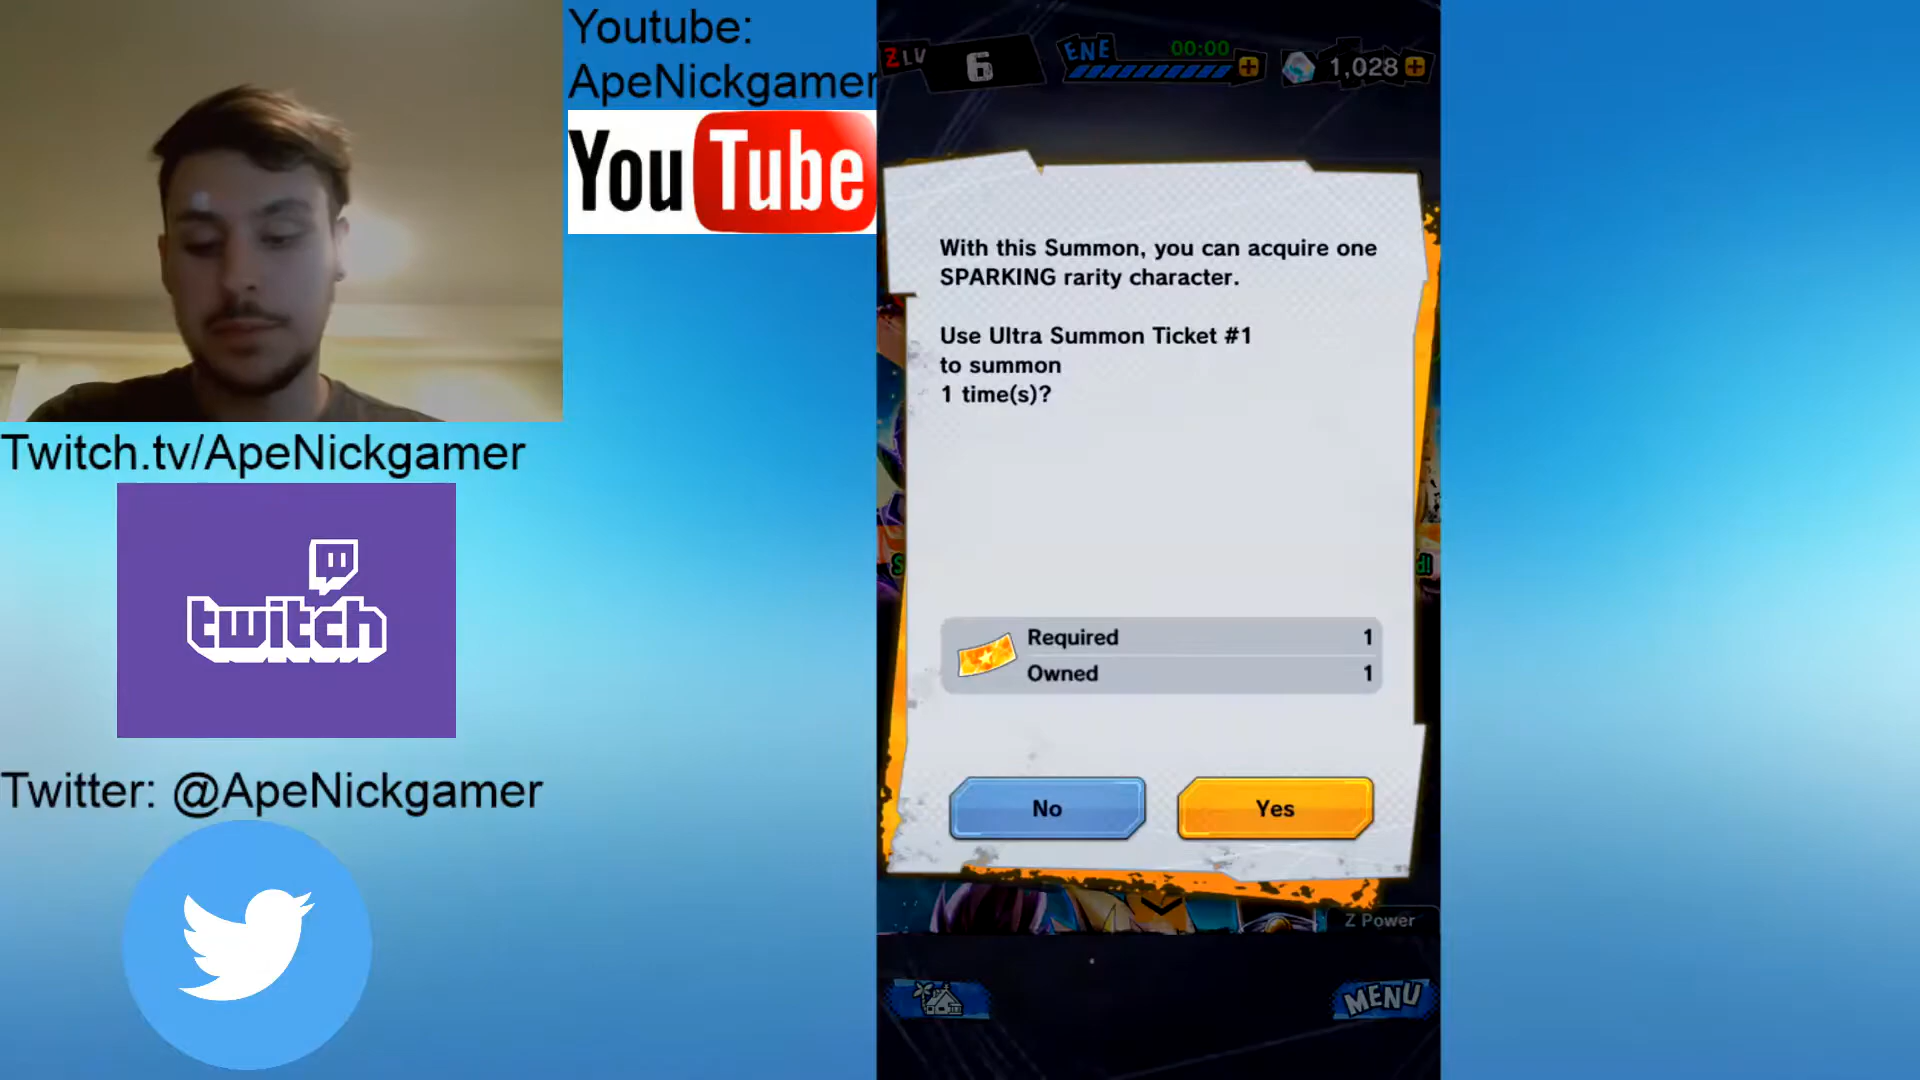 Youtube:
ApeNickgamer
YouTube
Twitch.tv/ApeNickgamer
twitch
Twitter: @ApeNickgamer
ZLV 6
ENE 00:00
1,028
With this Summon, you can acquire one
SPARKING rarity character.
Use Ultra Summon Ticket #1
to summon
1 time(s)?
Required 1
Owned 1
No
Yes
Z Power
MENU